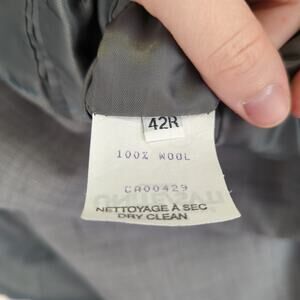 42R
100% WOOL
CA00429
NETTOYAGE À SEC
DRY CLEAN